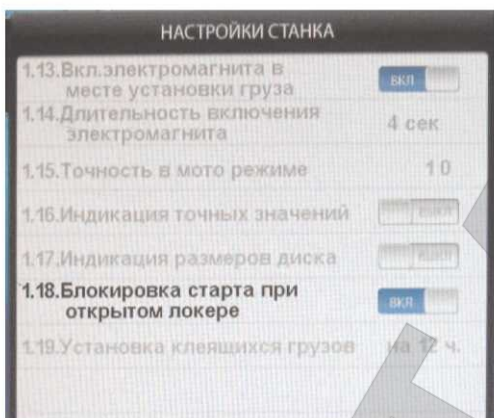 НАСТРОЙКИ СТАНКА
1.13.Вкл.электромагнита в
месте установки груза
ВКЛ
1.14.Длительность включения
электромагнита
4 сек
1.15.Точность в мото режиме
10
1.16.Индикация точных значений
ВЫКЛ
1.17.Индикация размеров диска
ВЫКЛ
1.18.Блокировка старта при
открытом локере
ВКЛ
1.19.Установка клеящихся грузов
на 12 ч.